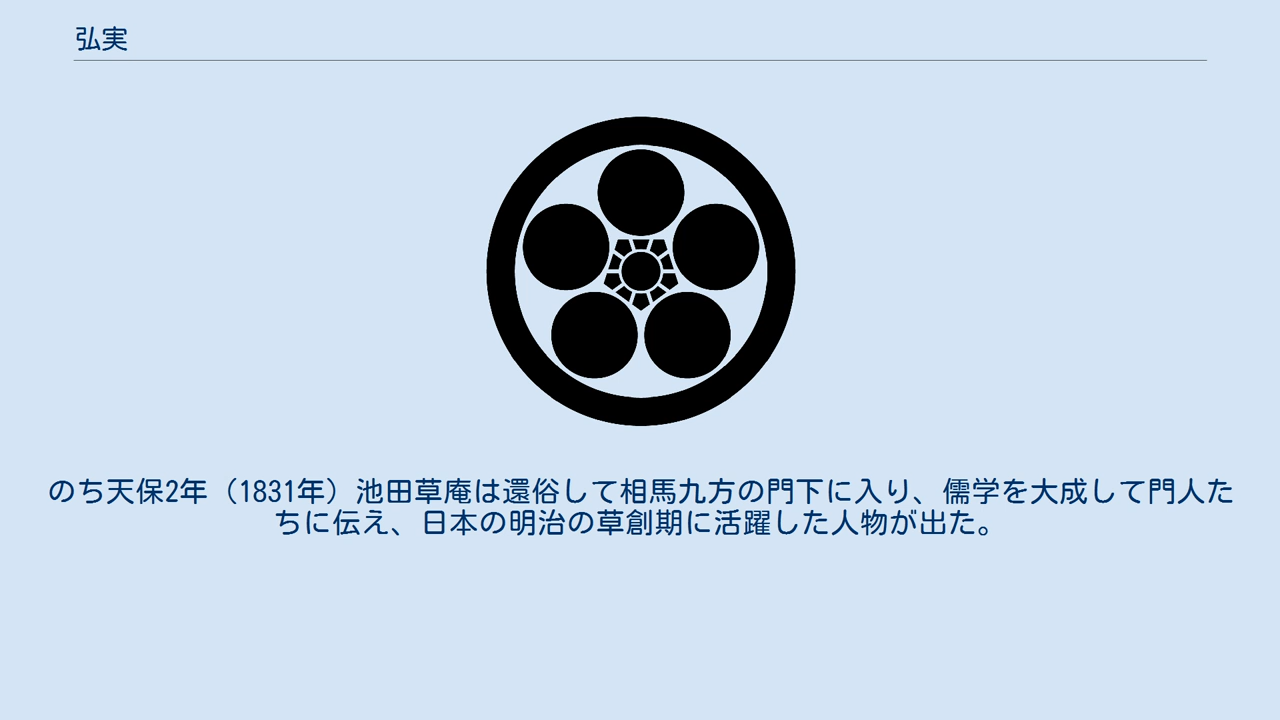 弘実
のち天保2年（1831年）池田草庵は還俗して相馬九方の門下に入り、儒学を大成して門人た
ちに伝え、日本の明治の草創期に活躍した人物が出た。